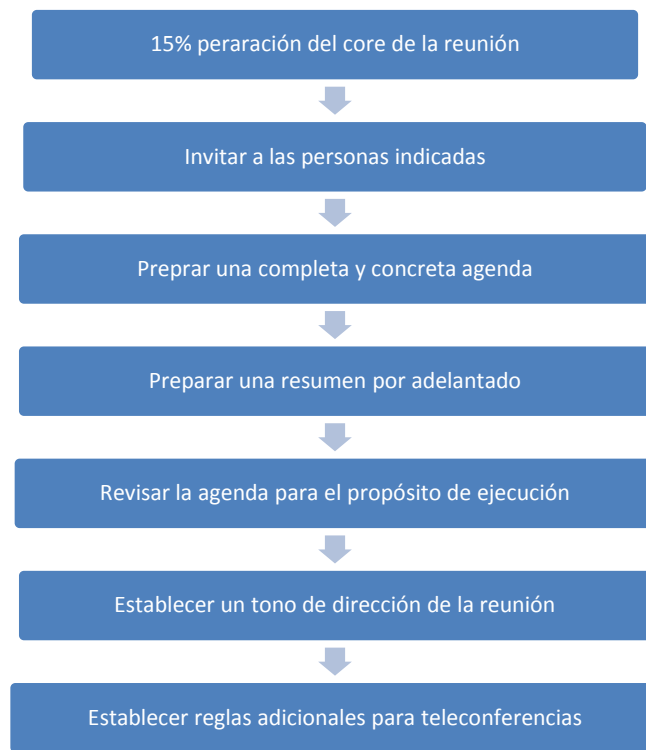 15% peraración del core de la reunión
Invitar a las personas indicadas
Preprar una completa y concreta agenda
Preparar una resumen por adelantado
Revisar la agenda para el propósito de ejecución
Establecer un tono de dirección de la reunión
Establecer reglas adicionales para teleconferencias